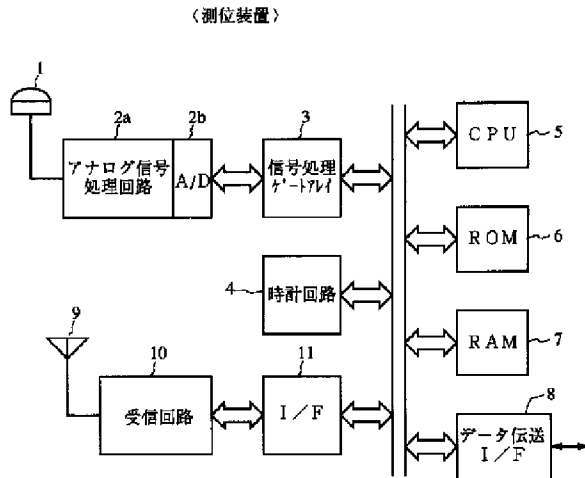 〈測位装置〉
1
2a
2b
3
アナログ信号
処理回路
A/D
信号処理
ゲートアレイ
CPU
5
ROM
6
4
時計回路
RAM
7
9
10
11
受信回路
I/F
8
データ伝送
I/F